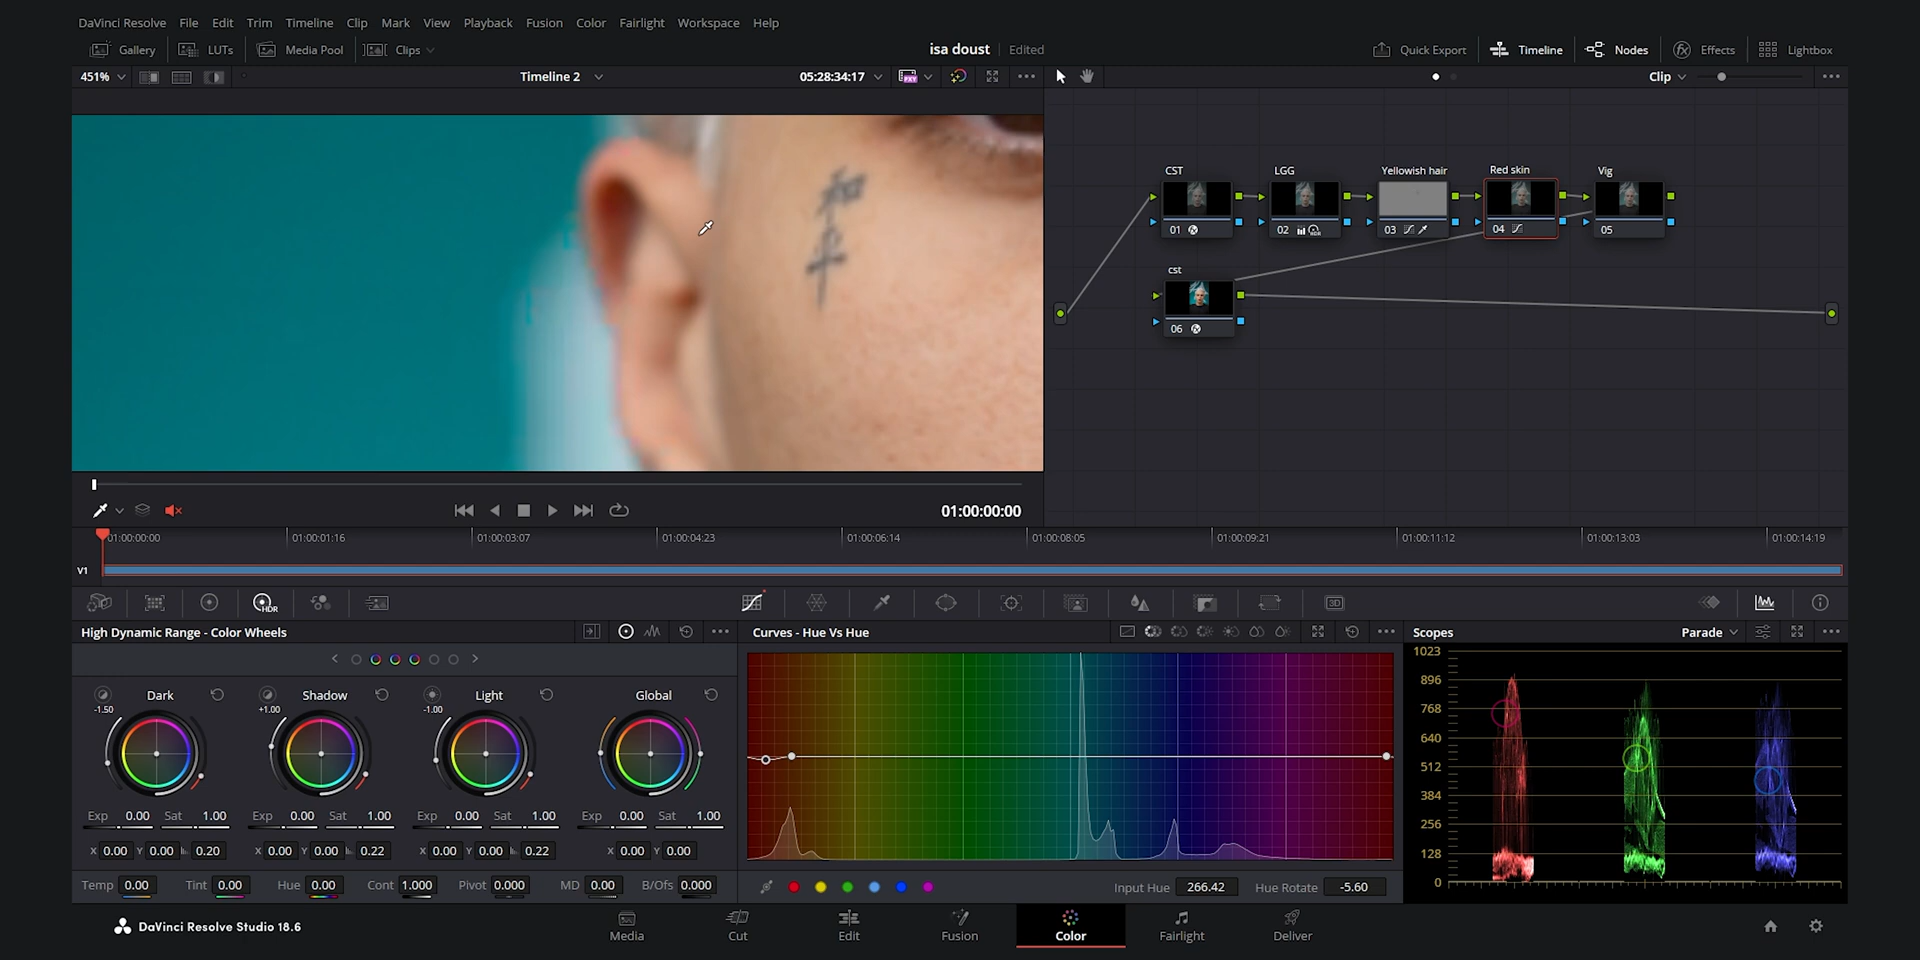 DaVinci Resolve File Edit Trim Timeline Clip Mark View Playback Fusion Color Fairlight Workspace Help
Gallery LUTs Media Pool Clips isa doust Edited Quick Export Timeline Nodes Effects Lightbox
451% Timeline 2 05:28:34:17 Clip
和
平
CST LGG Yellowish hair Red skin Vig
01 02 HDR 03 04 05
cst
06
01:00:00:00
01:00:00:00 01:00:01:16 01:00:03:07 01:00:04:23 01:00:06:14 01:00:08:05 01:00:09:21 01:00:11:12 01:00:13:03 01:00:14:19
V1
HDR 3D
High Dynamic Range - Color Wheels Curves - Hue Vs Hue Scopes Parade
Dark Shadow Light Global
-1.50 +1.00 -1.00
Exp 0.00 Sat 1.00 Exp 0.00 Sat 1.00 Exp 0.00 Sat 1.00 Exp 0.00 Sat 1.00
X 0.00 Y 0.00 0.20 X 0.00 Y 0.00 0.22 X 0.00 Y 0.00 0.22 X 0.00 Y 0.00
Temp 0.00 Tint 0.00 Hue 0.00 Cont 1.000 Pivot 0.000 MD 0.00 B/Ofs 0.000
Input Hue 266.42 Hue Rotate -5.60
1023
896
768
640
512
384
256
128
0
DaVinci Resolve Studio 18.6 Media Cut Edit Fusion Color Fairlight Deliver